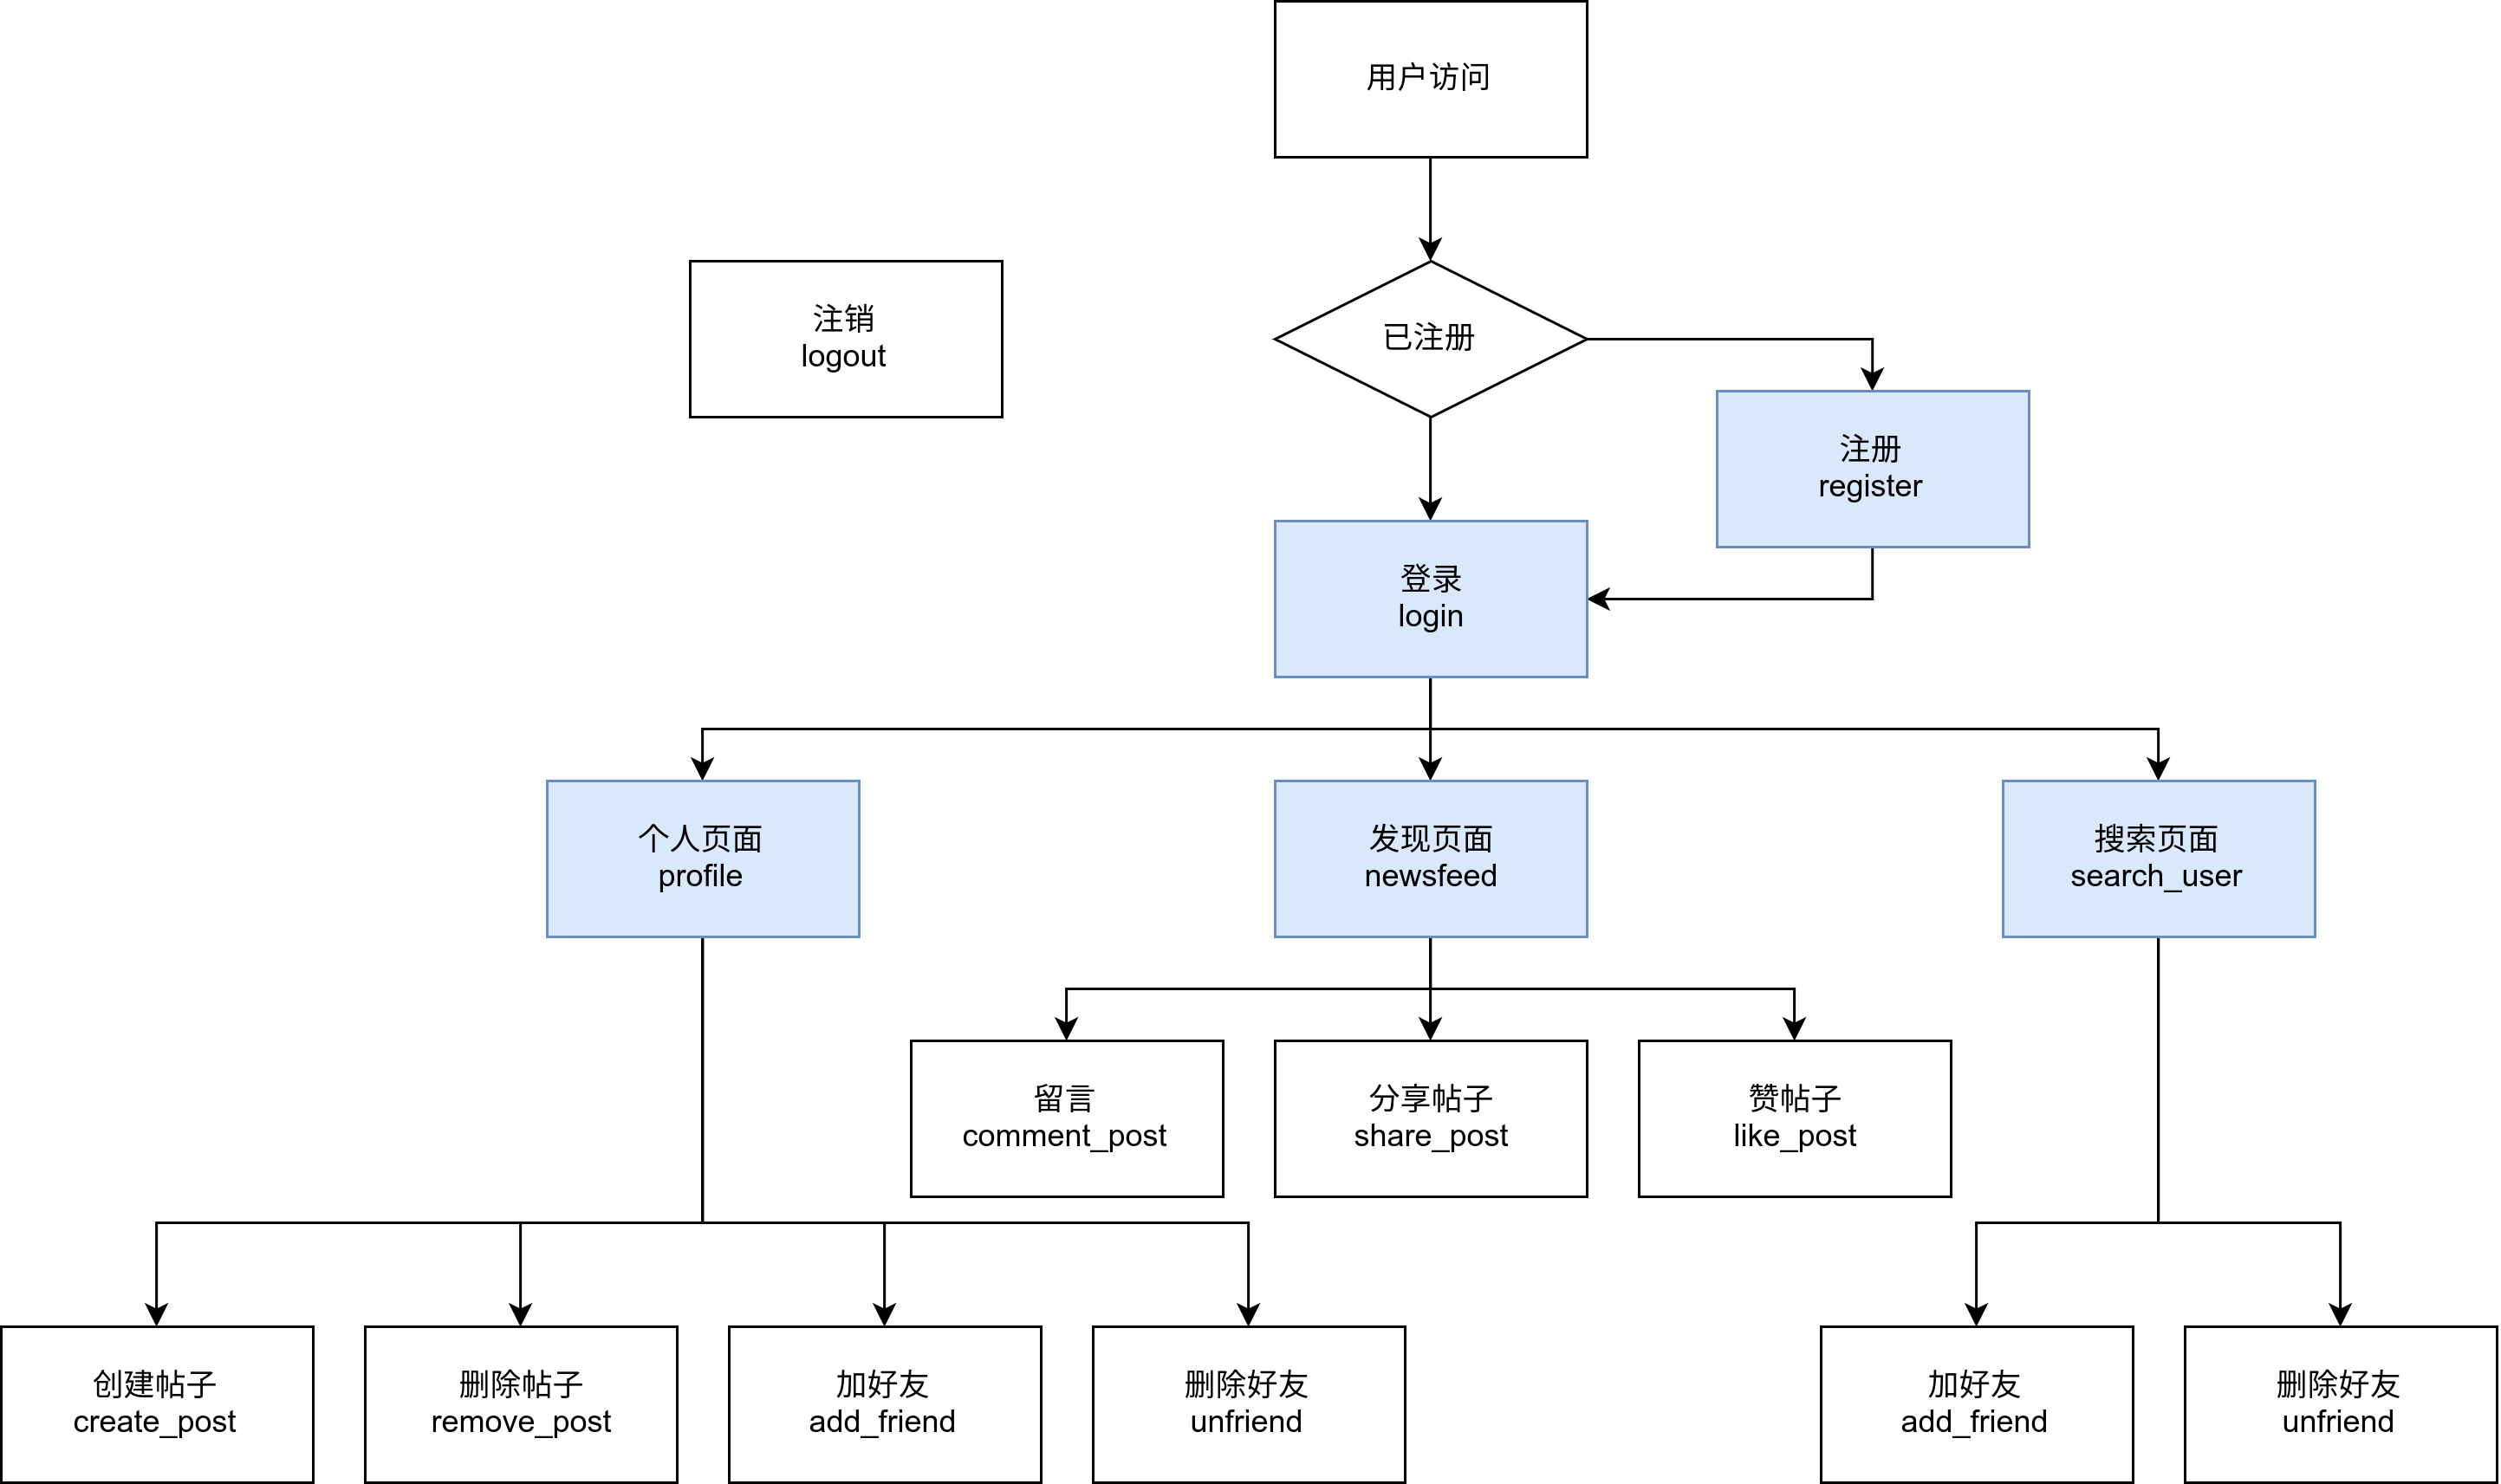 用户访问
已注册
注销
logout
注册
register
登录
login
个人页面
profile
发现页面
newsfeed
搜索页面
search_user
留言
comment_post
分享帖子
share_post
赞帖子
like_post
创建帖子
create_post
删除帖子
remove_post
加好友
add_friend
删除好友
unfriend
加好友
add_friend
删除好友
unfriend